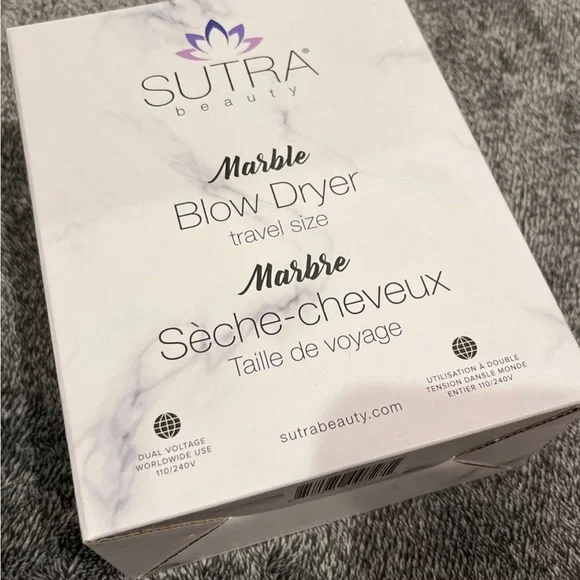 SUTRA®
beauty
Marble
Blow Dryer
travel size
Marbre
Sèche-cheveux
Taille de voyage
DUAL VOLTAGE
WORLDWIDE USE
110/240V
sutrabeauty.com
UTILISATION À DOUBLE
TENSION DANSLE MONDE
ENTIER 110/240V